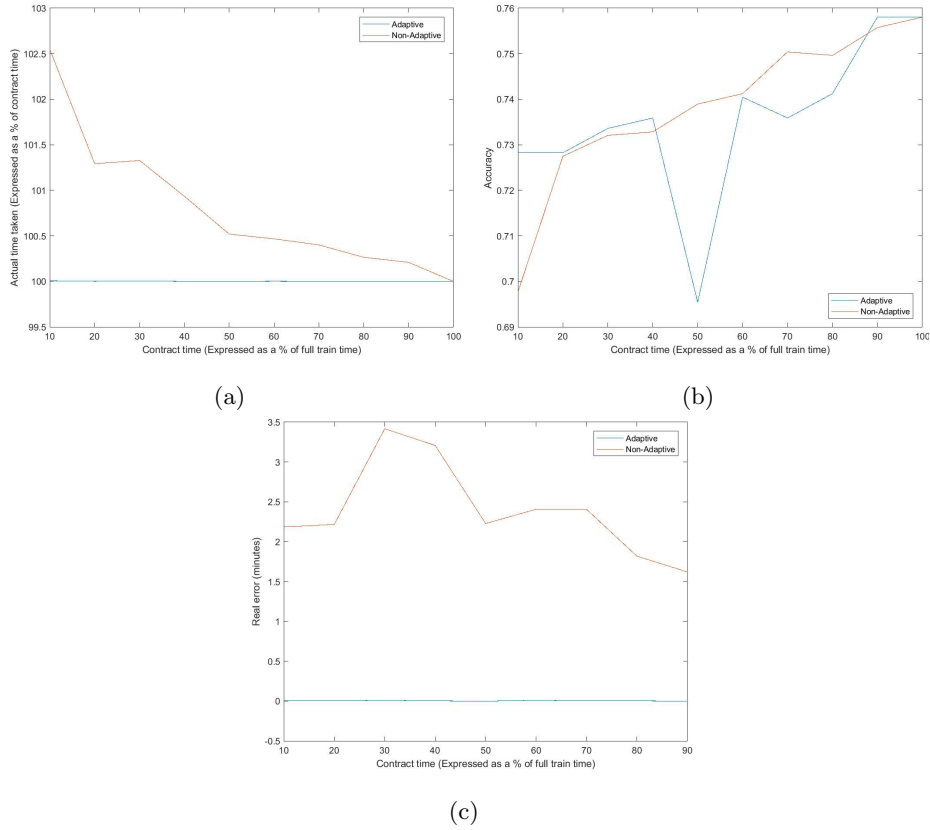 103
102.5
102
101.5
101
100.5
100
99.5
Actual time taken (Expressed as a % of contract time)
10 20 30 40 50 60 70 80 90 100
Contract time (Expressed as a % of full train time)
Adaptive
Non-Adaptive
(a)
0.76
0.75
0.74
0.73
0.72
0.71
0.7
0.69
Accuracy
10 20 30 40 50 60 70 80 90 100
Contract time (Expressed as a % of full train time)
Adaptive
Non-Adaptive
(b)
3.5
3
2.5
2
1.5
1
0.5
0
-0.5
Real error (minutes)
10 20 30 40 50 60 70 80 90
Contract time (Expressed as a % of full train time)
Adaptive
Non-Adaptive
(c)